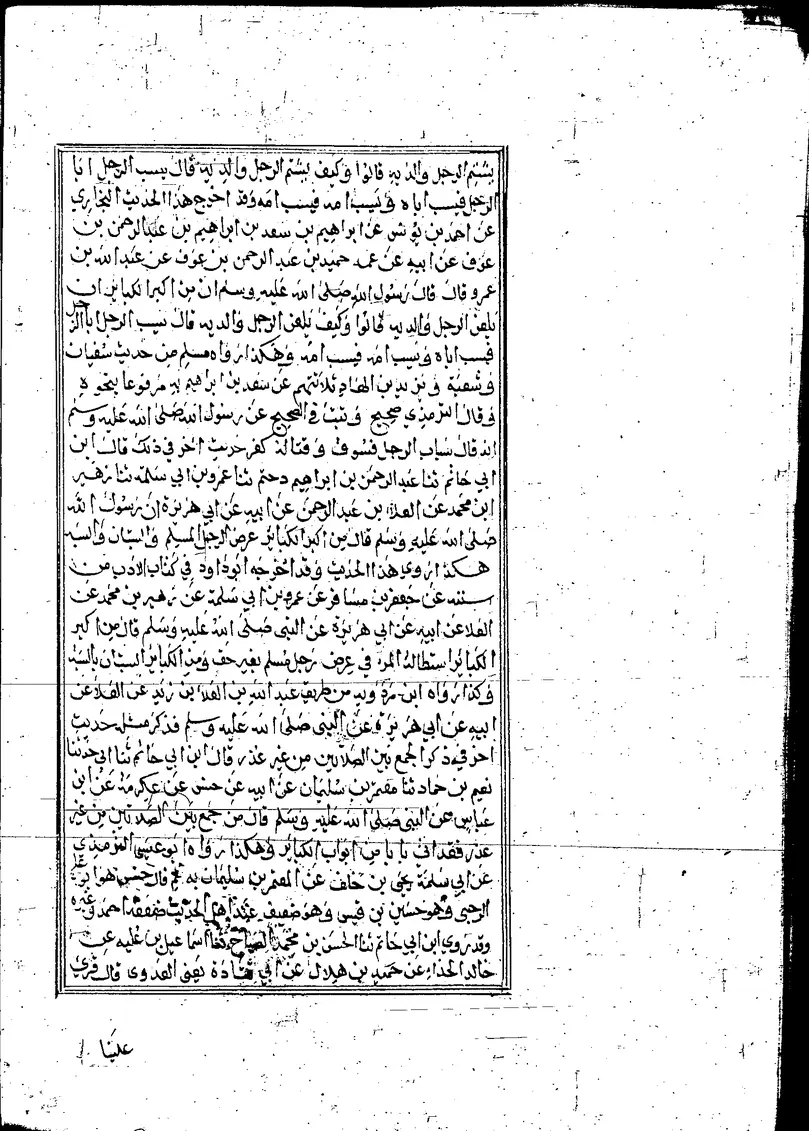 يشتم الرجل والديه قالوا وكيف يشتم الرجل والديه قال يسب الرجل ابا
الرجل فيسب اباه ويسب امه فيسب امه وقد اخرج هذا الحديث البخاري
عن احمد بن يونس عن ابراهيم بن سعد بن ابراهيم بن عبد الرحمن بن
عوف عن ابيه عن عمه حميد بن عبد الرحمن بن عوف عن عبد الله بن
عمرو قال قال رسول الله صلى الله عليه وسلم ان من اكبر الكبائر ان
يلعن الرجل والديه قالوا وكيف يلعن الرجل والديه قال يسب الرجل ابا الرجل
فيسب اباه ويسب امه فيسب امه وهكذا رواه مسلم من حديث سفيان
وشعبة ويزيد بن الهاد ثلاثتهم عن سعد بن ابراهيم به مرفوعا بنحوه
وقال الترمذي صحيح وثبت في الصحيح عن رسول الله صلى الله عليه وسلم
انه قال سباب الرجل فسوق وقتاله كفر حديث اخر في ذلك قال ابن
ابي حاتم ثنا عبد الرحمن بن ابراهيم دحيم ثنا عمرو بن ابي سلمة ثنا زهير
ابن محمد عن العلاء بن عبد الرحمن عن ابيه عن ابي هريرة ان رسول الله
صلى الله عليه وسلم قال من اكبر الكبائر عرض الرجل المسلم والسبتان والسبة
هكذا روي هذا الحديث وقد اخرجه ابو داود في كتاب الادب من
سننه عن جعفر بن مسافر عن عمرو بن ابي سلمة عن زهير بن محمد عن
العلا عن ابيه عن ابي هريرة عن النبي صلى الله عليه وسلم قال من اكبر
الكبائر استطالة المرء في عرض رجل مسلم بغير حق ومن الكبائر السبتان بالسبة
وكذا رواه ابن مردويه من طريق عبد الله بن العلا بن زيد عن العلا عن
ابيه عن ابي هريرة عن النبي صلى الله عليه وسلم فذكر مثله حديث
اخر فيه ذكر الجمع بين الصلاتين من غير عذر قال ابن ابي حاتم ثنا ابي حدثنا
نعيم بن حماد ثنا معتمر بن سليمان عن ابيه عن حنش عن عكرمة عن ابن
عباس عن النبي صلى الله عليه وسلم قال من جمع بين الصلاتين من غير
عذر فقد اتى بابا من ابواب الكبائر وهكذا رواه ابو عيسى الترمذي
عن ابي سلمة يحيى بن خلف عن المعتمر بن سليمان به ثم قال حنش هو ابو علي
الرحبي وهو حسين بن قيس وهو ضعيف عند اهل الحديث ضعفه احمد وغيره
وقد روي ابن ابي حاتم ثنا الحسن بن محمد الصباح ثنا اسماعيل بن علية عن
خالد الحذاء عن حميد بن هلال عن ابي قتادة يعني العدوي قال قرئ
علينا